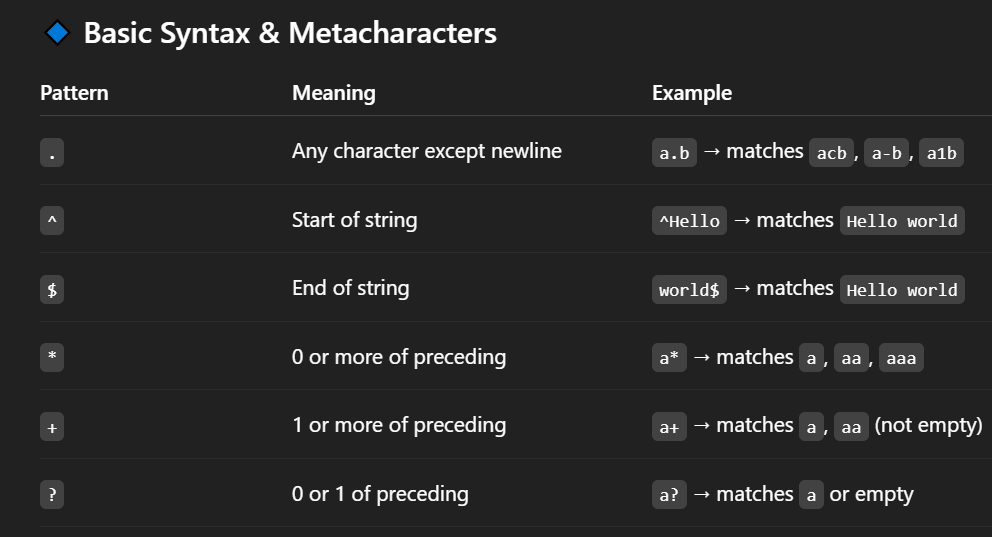 Basic Syntax & Metacharacters
Pattern Meaning Example
. Any character except newline a.b → matches acb, a-b, a1b
^ Start of string ^Hello → matches Hello world
$ End of string world$ → matches Hello world
* 0 or more of preceding a* → matches a, aa, aaa
+ 1 or more of preceding a+ → matches a, aa (not empty)
? 0 or 1 of preceding a? → matches a or empty